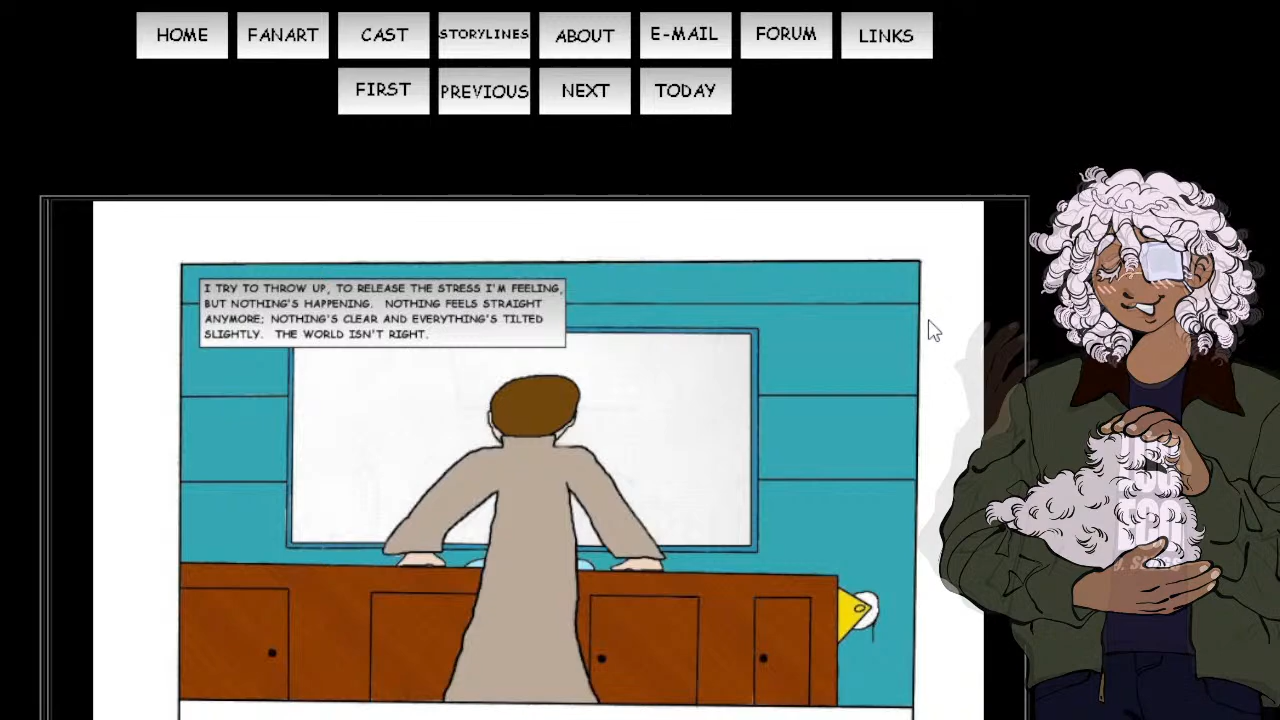 HOME FANART CAST STORYLINES ABOUT E-MAIL FORUM LINKS
FIRST PREVIOUS NEXT TODAY
I TRY TO THROW UP, TO RELEASE THE STRESS I'M FEELING,
BUT NOTHING'S HAPPENING. NOTHING FEELS STRAIGHT
ANYMORE; NOTHING'S CLEAR AND EVERYTHING'S TILTED
SLIGHTLY. THE WORLD ISN'T RIGHT.